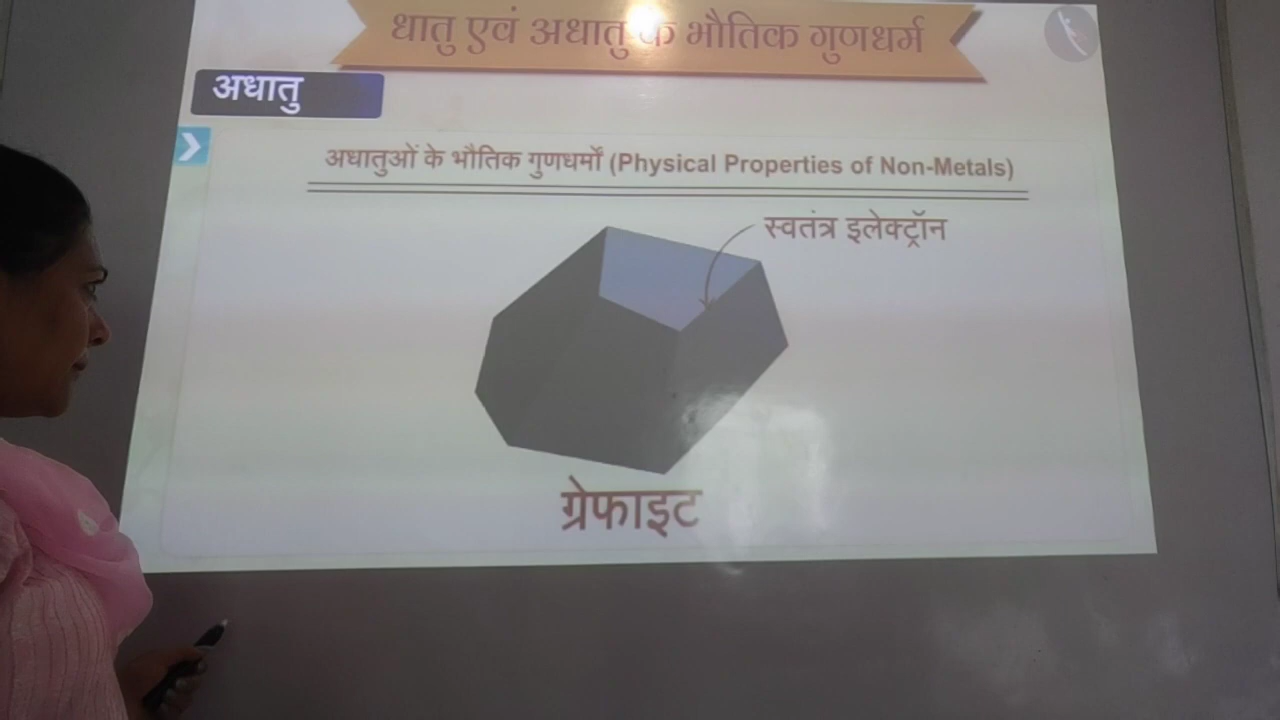 धातु एवं अधातु के भौतिक गुणधर्म
अधातु
अधातुओं के भौतिक गुणधर्मों (Physical Properties of Non-Metals)
स्वतंत्र इलेक्ट्रॉन
ग्रेफाइट